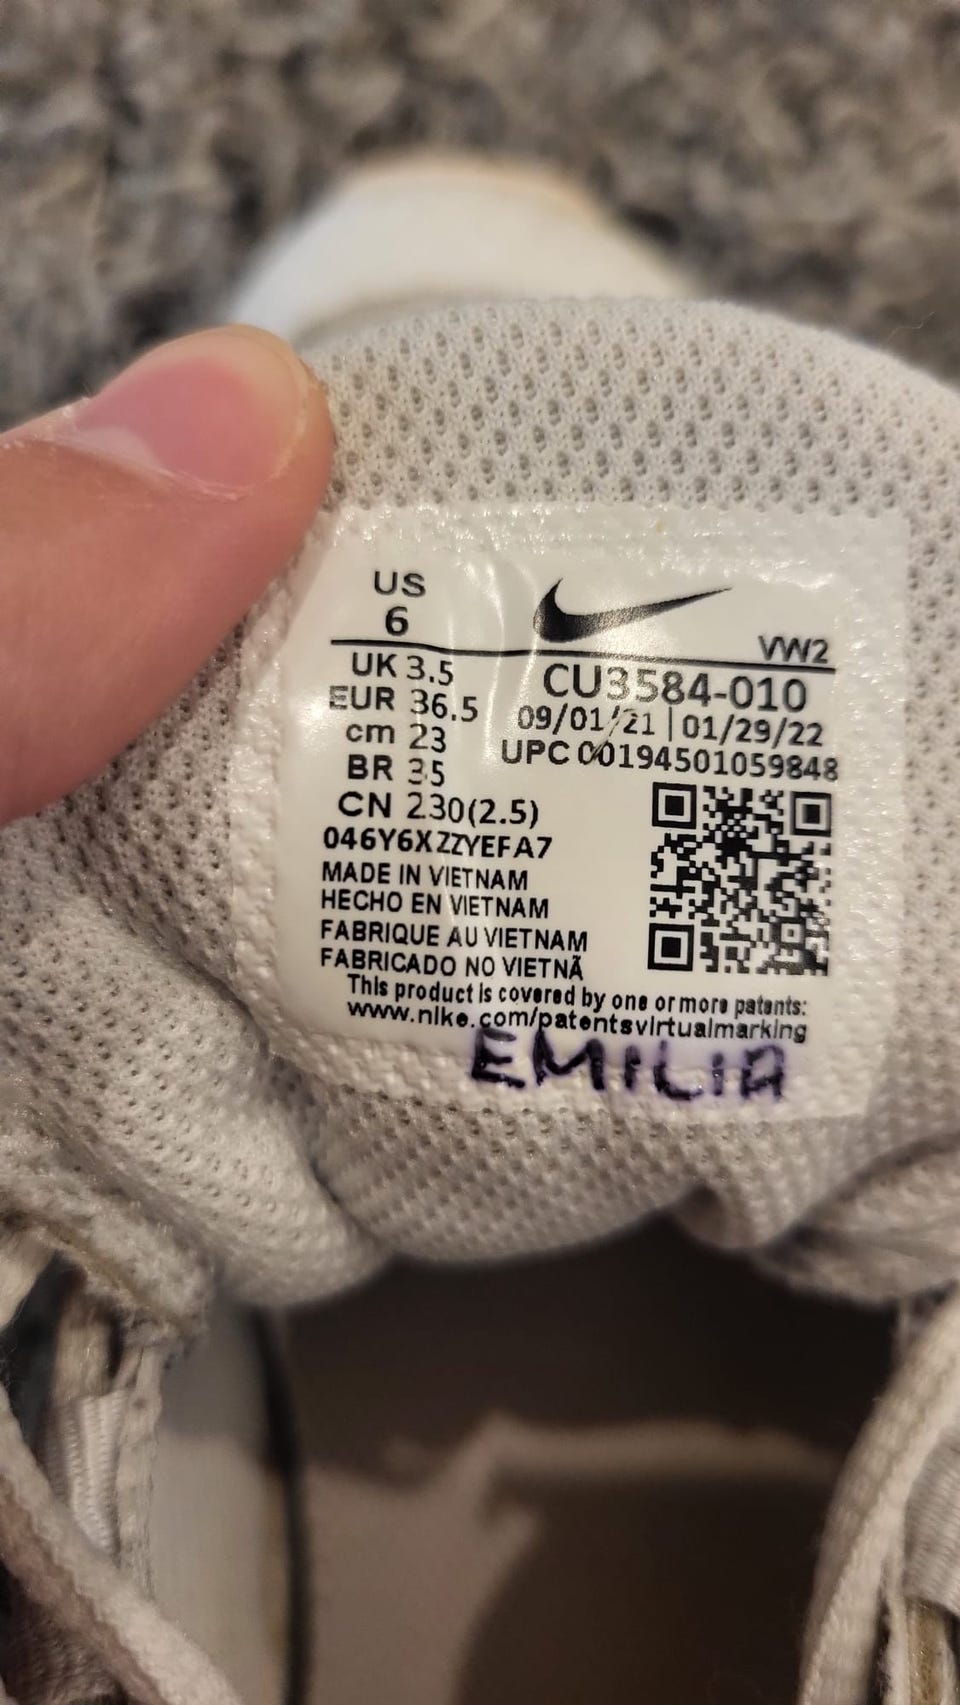 US
6
VW2
UK 3.5
EUR 36.5
cm 23
BR 35
CN 230(2.5)
CU3584-010
09/01/21 | 01/29/22
UPC 00194501059848
046Y6XZZYEFA7
MADE IN VIETNAM
HECHO EN VIETNAM
FABRIQUE AU VIETNAM
FABRICADO NO VIETNÃ
This product is covered by one or more patents:
www.nike.com/patentsvirtualmarking
EMILIA